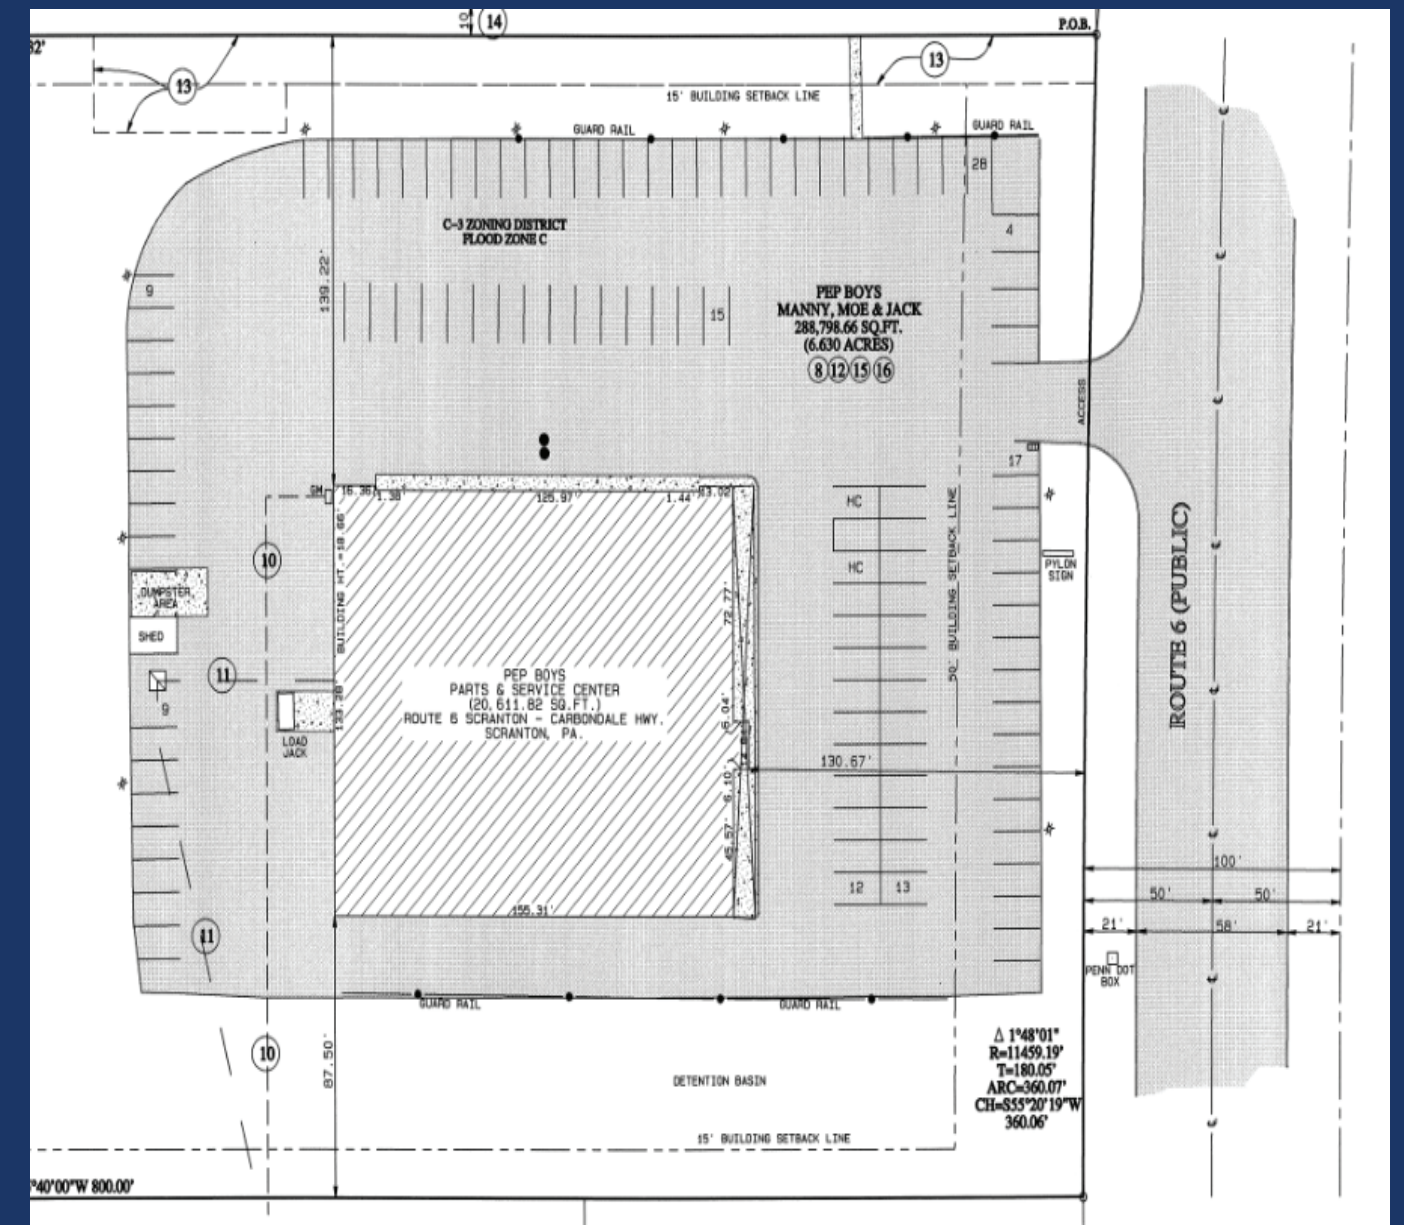 10
14
P.O.B.
32'
13
13
15' BUILDING SETBACK LINE
GUARD RAIL
GUARD RAIL
28
C-3 ZONING DISTRICT
FLOOD ZONE C
4
139.22'
9
15
PEP BOYS
MANNY, MOE & JACK
288,798.66 SQ.FT.
(6.630 ACRES)
8 12 15 16
ACCESS
17
GM
16.36'
1.38'
125.97'
1.44'
13.02'
HC
HC
BUILDING HT.=18.66'
50' BUILDING SETBACK LINE
ROUTE 6 (PUBLIC)
10
PYLON
SIGN
DUMPSTER
AREA
72.77'
SHED
11
9
PEP BOYS
PARTS & SERVICE CENTER
(20,611.82 SQ.FT.)
ROUTE 6 SCRANTON - CARBONDALE HWY.
SCRANTON, PA.
133.28'
6.04'
LOAD
JACK
130.67'
6.10'
45.57'
100'
12
13
50'
50'
155.31'
21'
58'
21'
11
PENN DOT
BOX
GUARD RAIL
GUARD RAIL
10
87.50'
Δ 1°48'01"
R=11459.19'
T=180.05'
ARC=360.07'
CH=S55°20'19"W
360.06'
DETENTION BASIN
15' BUILDING SETBACK LINE
°40'00"W 800.00'